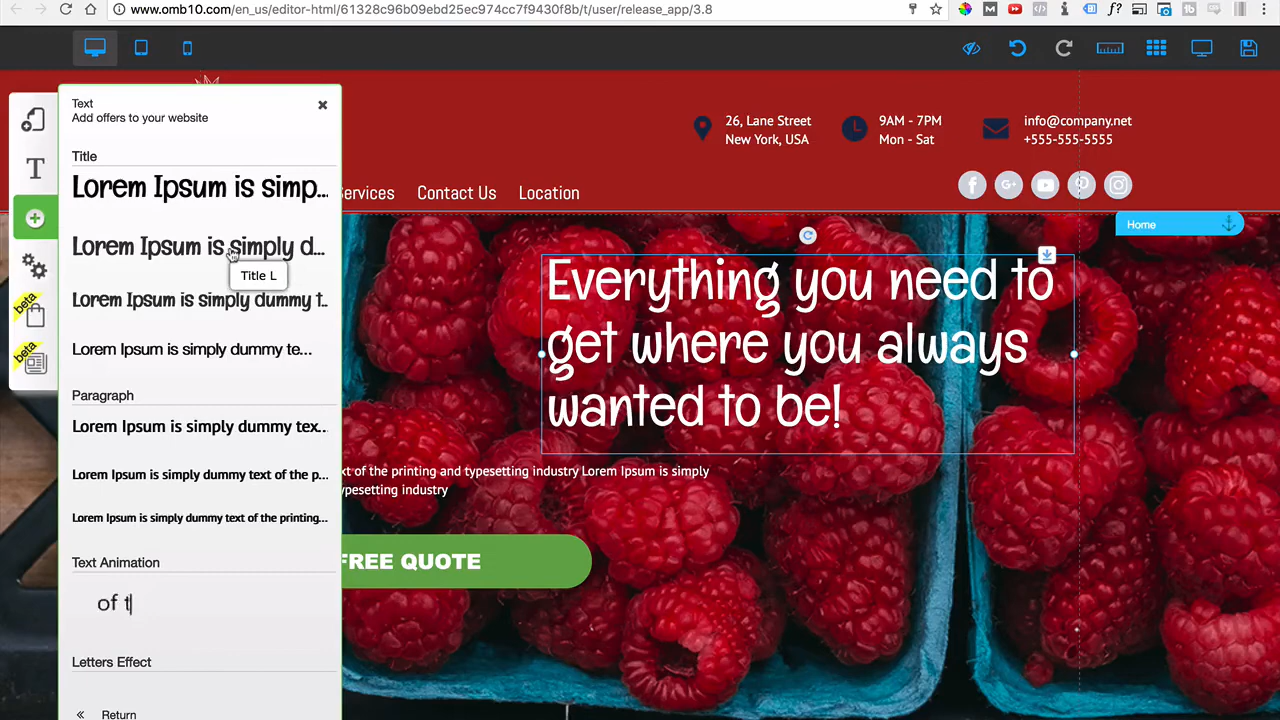 www.omb10.com/en_us/editor-html/61328c96b09ebd25ec974cc7f9430f8b/t/user/release_app/3.8
Text
Add offers to your website
Title
Lorem Ipsum is simp...
Lorem Ipsum is simply d...
Title L
Lorem Ipsum is simply dummy t..
Lorem Ipsum is simply dummy te...
Paragraph
Lorem Ipsum is simply dummy tex..
Lorem Ipsum is simply dummy text of the p...
Lorem Ipsum is simply dummy text of the printing...
Text Animation
of t
Letters Effect
« Return
T
beta
beta
26, Lane Street
New York, USA
9AM - 7PM
Mon - Sat
info@company.net
+555-555-5555
Services Contact Us Location
Home
Everything you need to
get where you always
wanted to be!
xt of the printing and typesetting industry Lorem Ipsum is simply
ypesetting industry
FREE QUOTE